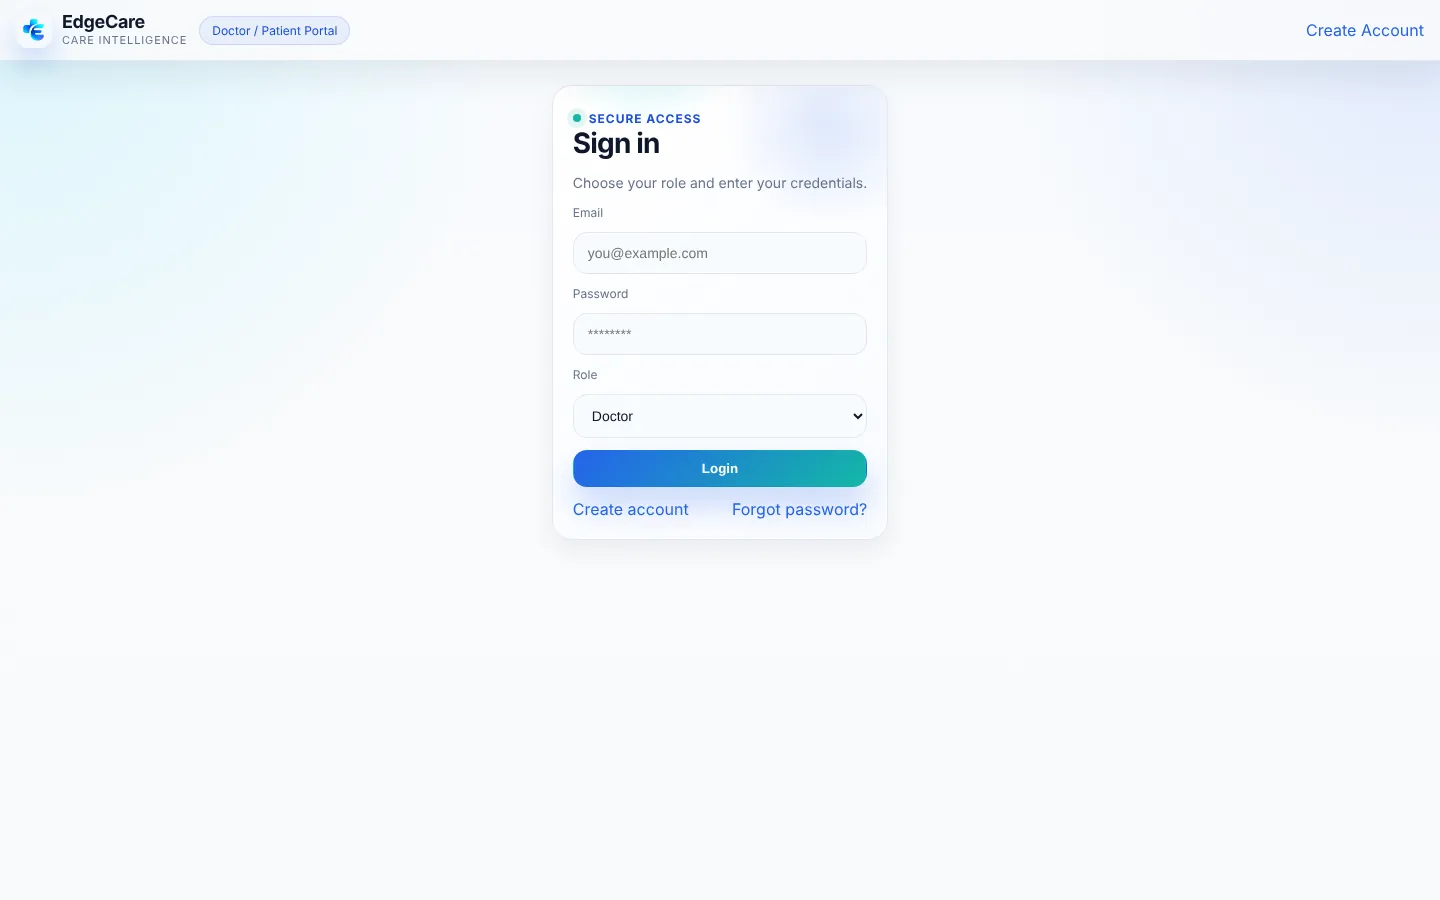 EdgeCare
CARE INTELLIGENCE
Doctor / Patient Portal
Create Account
SECURE ACCESS
Sign in
Choose your role and enter your credentials.
Email
you@example.com
Password
********
Role
Doctor
Login
Create account
Forgot password?